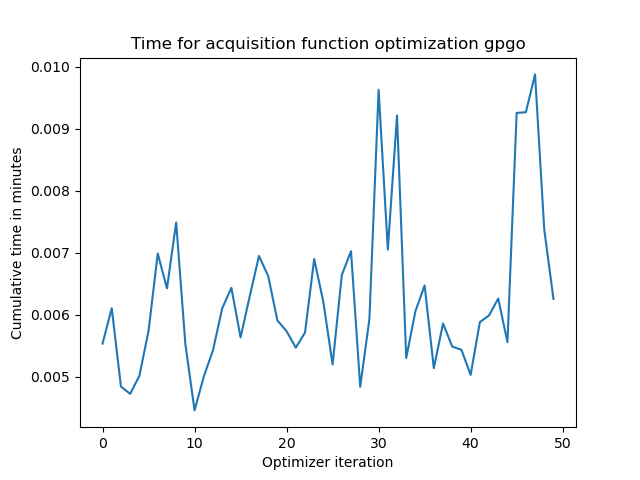 Time for acquisition function optimization gpgo
0.010
0.009
0.008
0.007
0.006
0.005
Cumulative time in minutes
0 10 20 30 40 50
Optimizer iteration